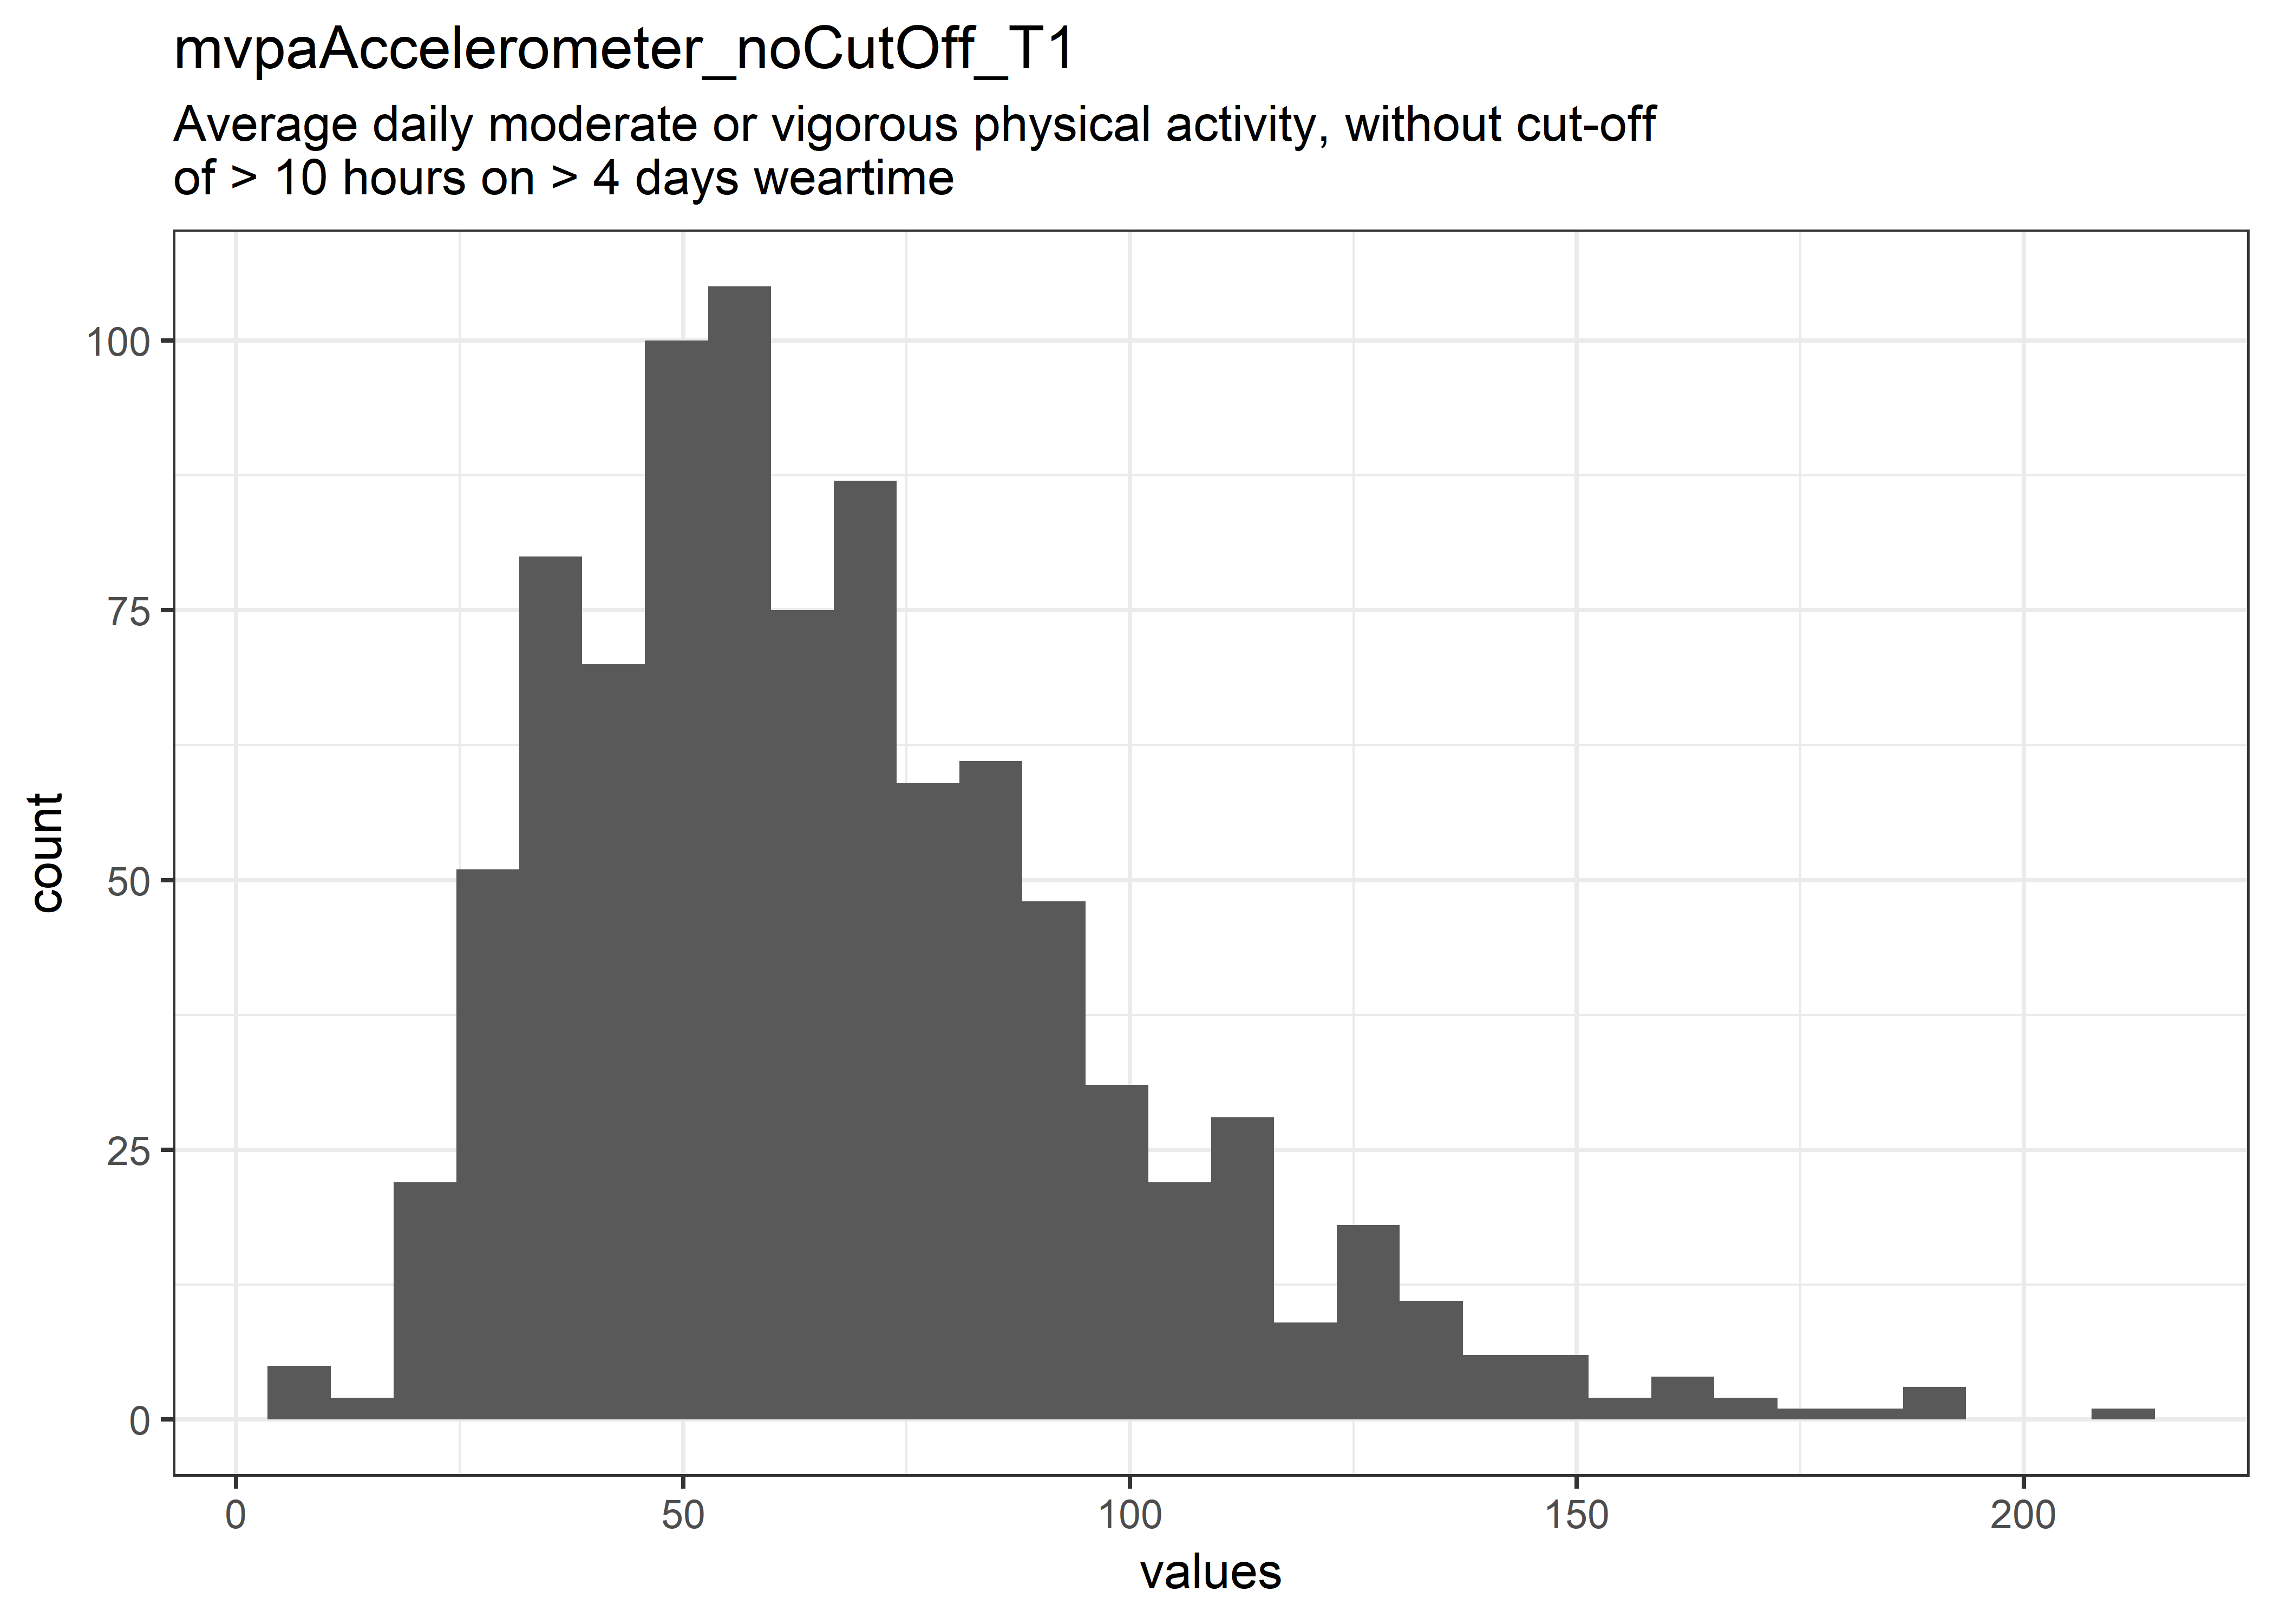 mvpaAccelerometer_noCutOff_T1
Average daily moderate or vigorous physical activity, without cut-off
of > 10 hours on > 4 days weartime
100
75
50
25
0
count
0 50 100 150 200
values